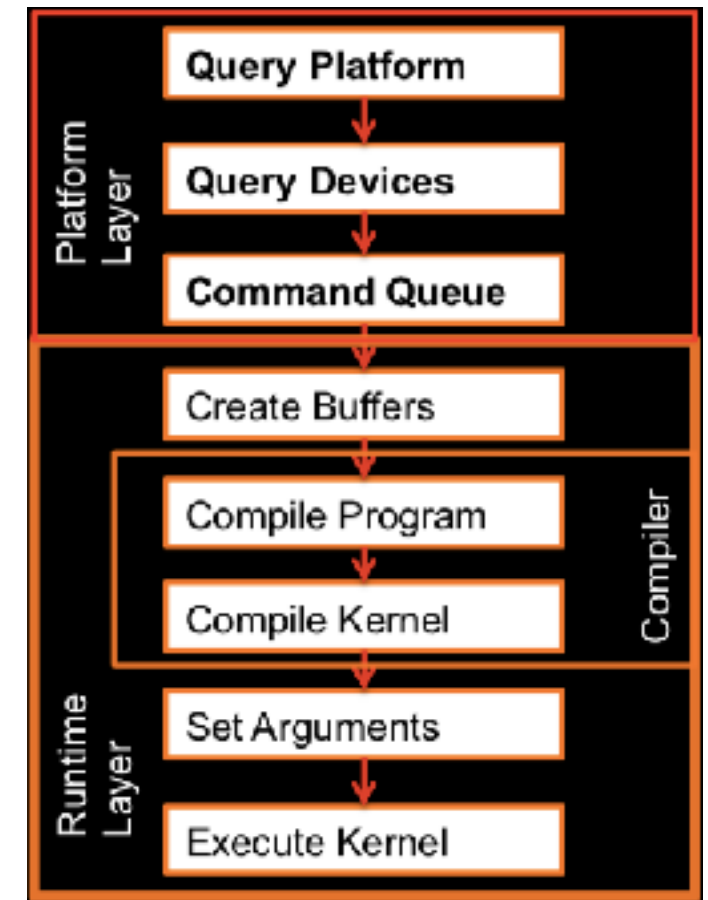 Query Platform
Query Devices
Command Queue
Platform
Layer
Create Buffers
Compile Program
Compile Kernel
Compiler
Set Arguments
Execute Kernel
Runtime
Layer